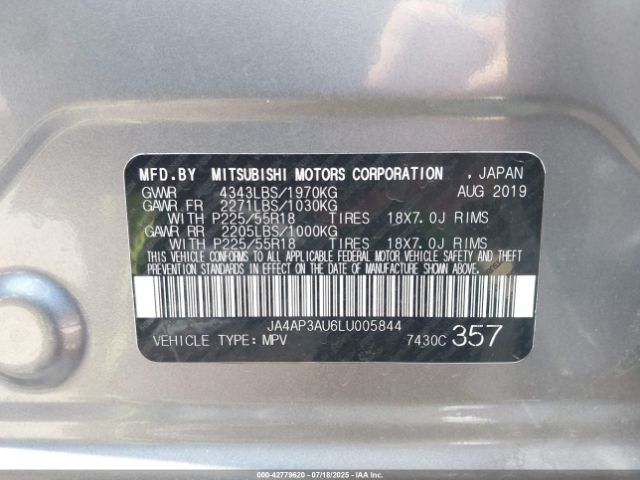 MFD.BY MITSUBISHI MOTORS CORPORATION , JAPAN
GVWR 4343LBS/1970KG AUG 2019
GAWR FR 2271LBS/1030KG
WITH P225/55R18 TIRES 18X7.0J RIMS
GAWR RR 2205LBS/1000KG
WITH P225/55R18 TIRES 18X7.0J RIMS
THIS VEHICLE CONFORMS TO ALL APPLICABLE FEDERAL MOTOR VEHICLE SAFETY AND THEFT
PREVENTION STANDARDS IN EFFECT ON THE DATE OF MANUFACTURE SHOWN ABOVE.
JA4AP3AU6LU005844
VEHICLE TYPE: MPV 7430C 357
000-42779620 - 07/18/2025 - © IAA Holdings, LLC